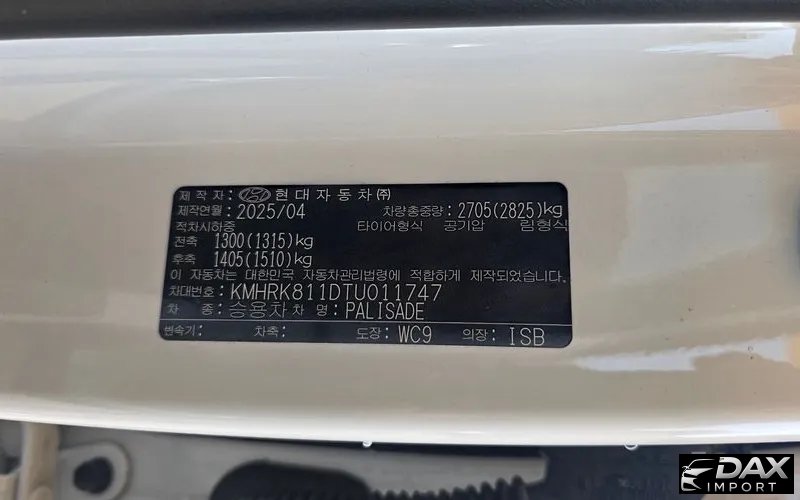 제 작 자: 현대자동차㈜
제작연월: 2025/04 차량총중량: 2705(2825)kg
적차시하중 타이어형식 공기압 림형식
전축 1300(1315)kg
후축 1405(1510)kg
이 자동차는 대한민국 자동차관리법령에 적합하게 제작되었습니다.
차대번호: KMHRK811DTU011747
차 종: 승용차 차 명: PALISADE
변속기: 차축: 도장: WC9 의장: ISB
DAX
IMPORT